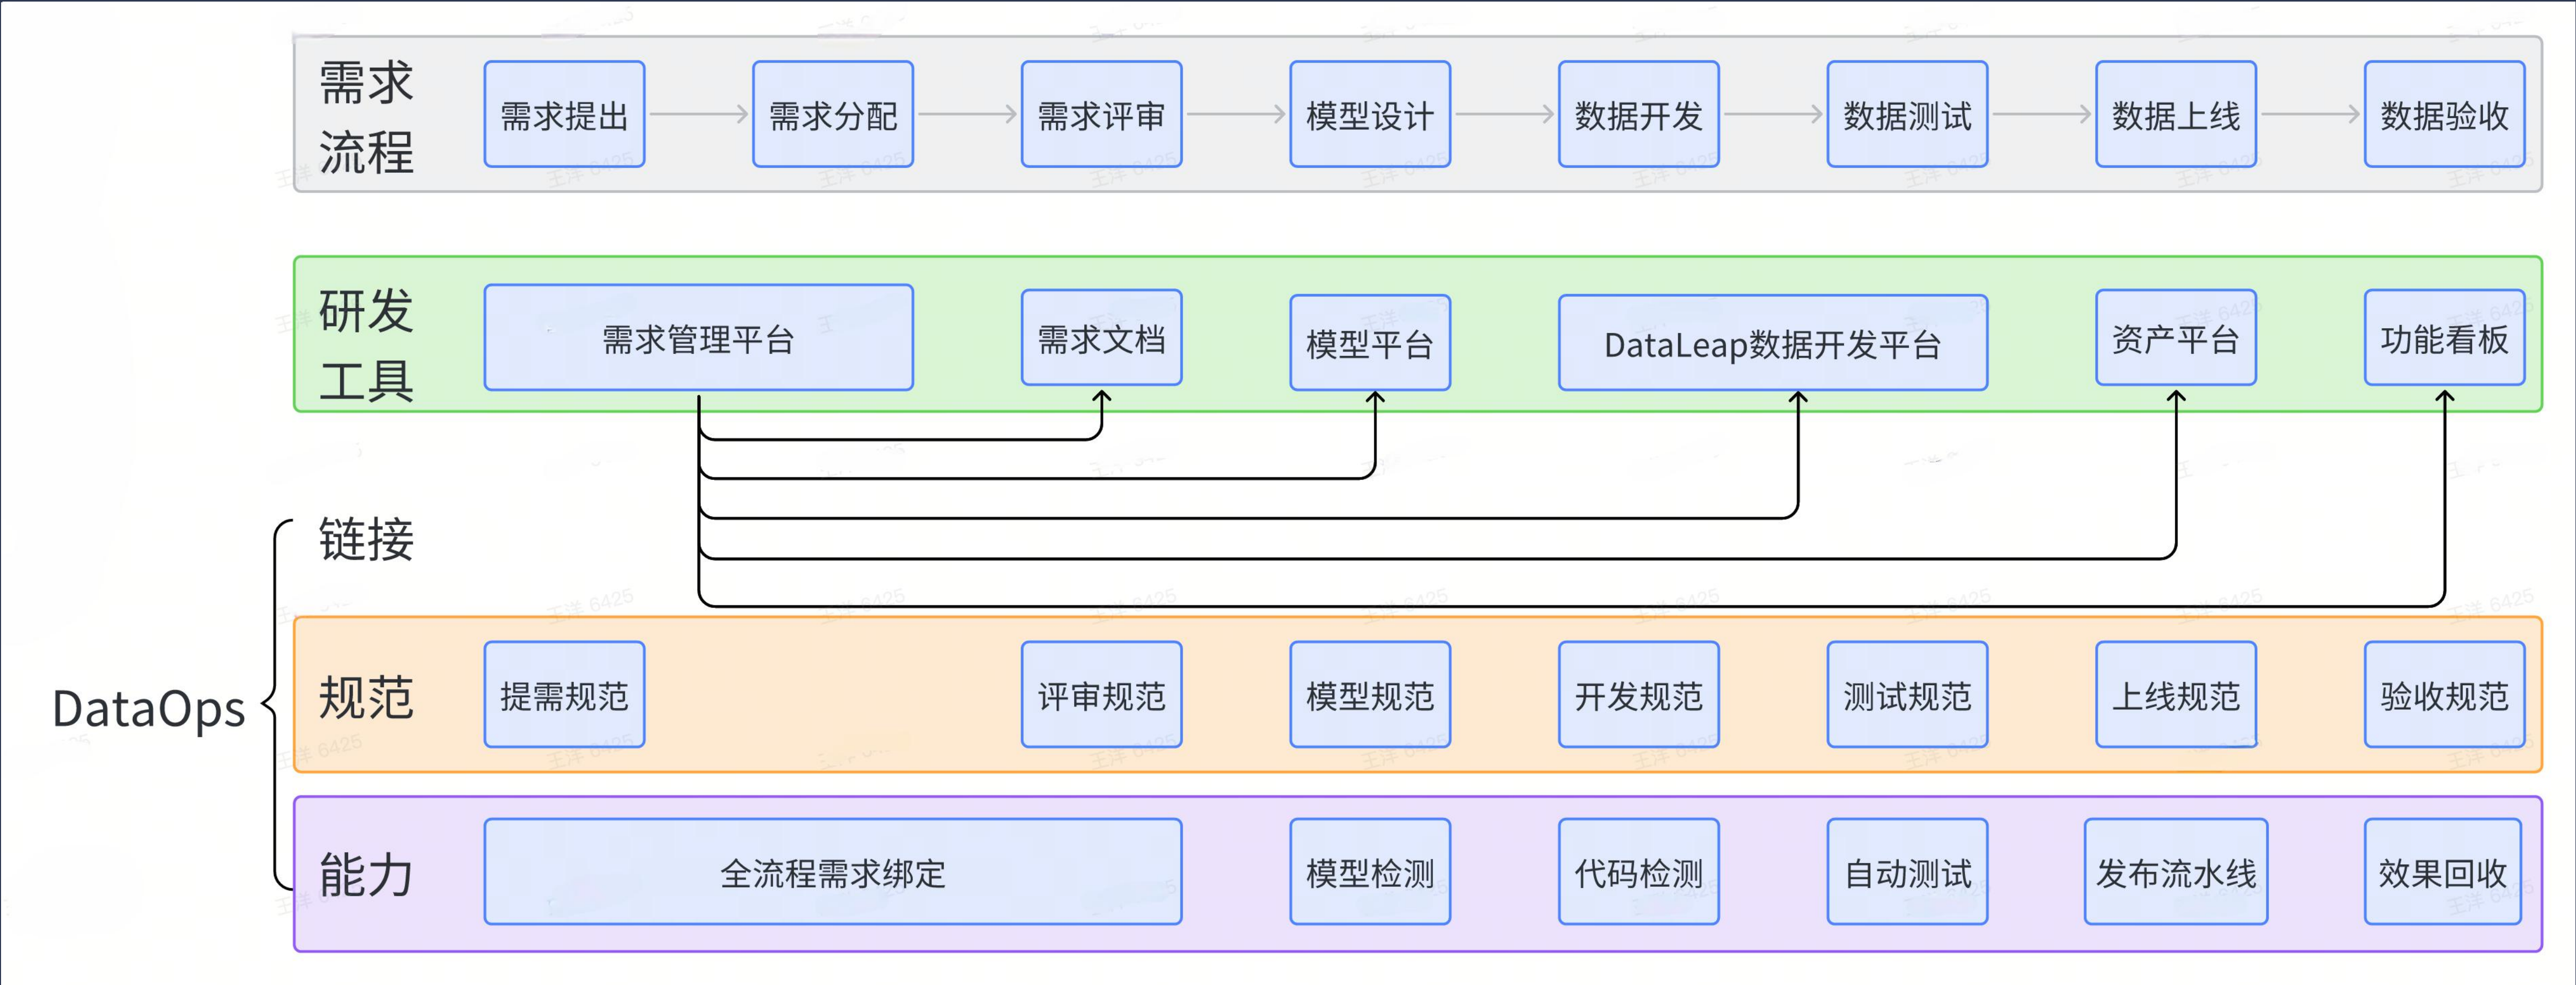 需求
流程
需求提出
需求分配
需求评审
模型设计
数据开发
数据测试
数据上线
数据验收
研发
工具
需求管理平台
需求文档
模型平台
DataLeap数据开发平台
资产平台
功能看板
链接
DataOps
规范
提需规范
评审规范
模型规范
开发规范
测试规范
上线规范
验收规范
能力
全流程需求绑定
模型检测
代码检测
自动测试
发布流水线
效果回收
王洋 6425